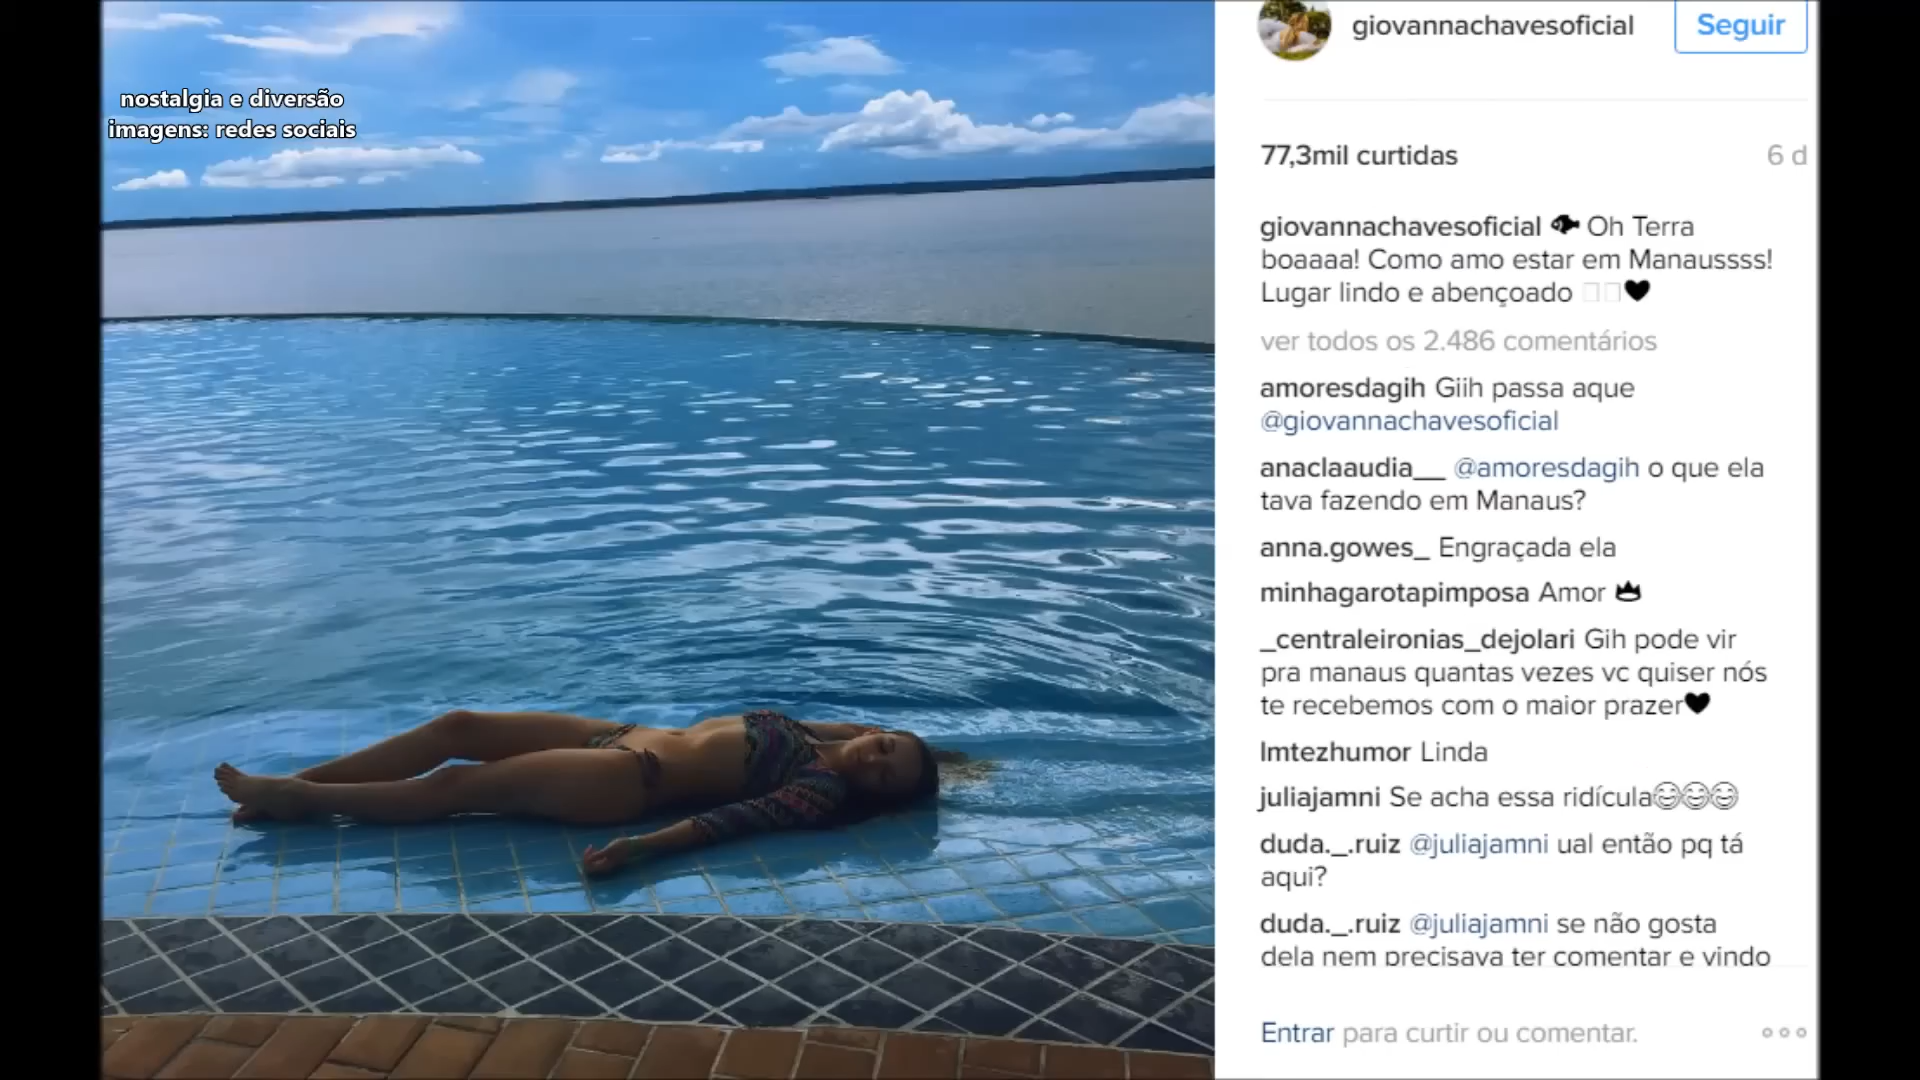 nostalgia e diversão
imagens: redes sociais
giovannachavesoficial
Seguir
77,3mil curtidas
6 d
giovannachavesoficial 🐟 Oh Terra
boaaaa! Como amo estar em Manaussss!
Lugar lindo e abençoado □□🖤
ver todos os 2.486 comentários
amoresdagih Giih passa aque
@giovannachavesoficial
anaclaaudia__ @amoresdagih o que ela
tava fazendo em Manaus?
anna.gowes_ Engraçada ela
minhagarotapimposa Amor 👑
_centraleironias_dejolari Gih pode vir
pra manaus quantas vezes vc quiser nós
te recebemos com o maior prazer🖤
lmtezhumor Linda
juliajamni Se acha essa ridícula😂😂😂
duda._.ruiz @juliajamni ual então pq tá
aqui?
duda._.ruiz @juliajamni se não gosta
dela nem precisava ter comentar e vindo
Entrar para curtir ou comentar.